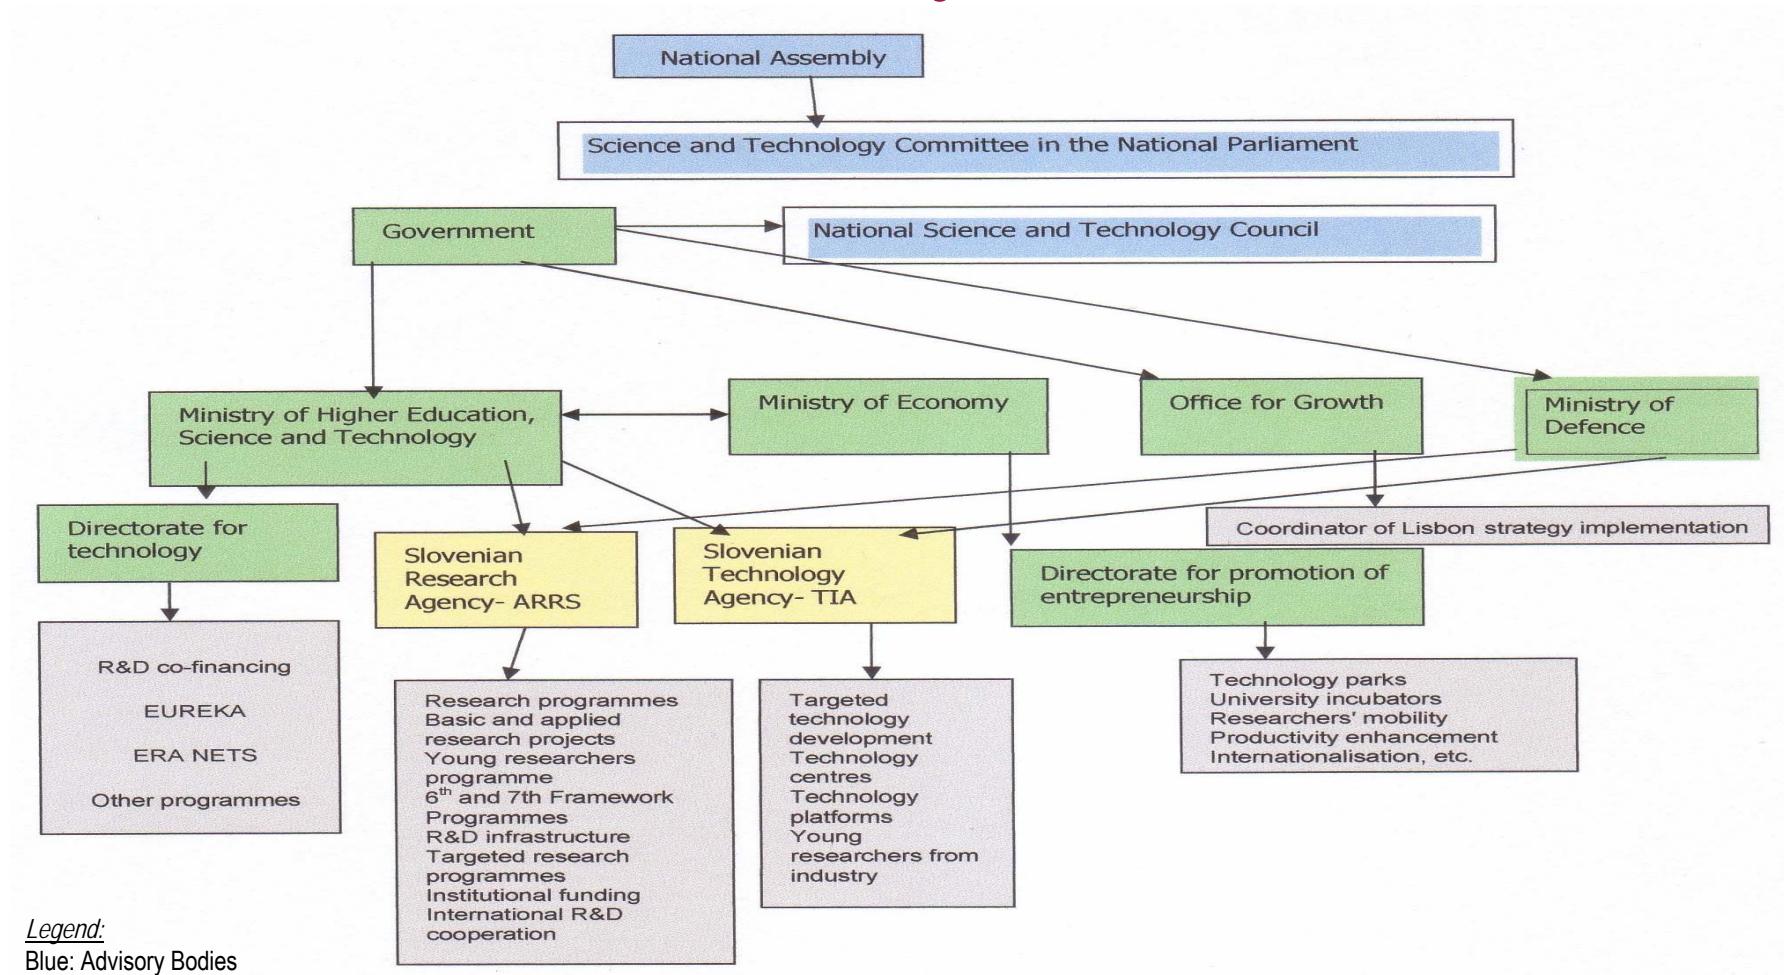 National Assembly
Science and Technology Committee in the National Parliament
Government
National Science and Technology Council
Ministry of Higher Education,
Science and Technology
Ministry of Economy
Office for Growth
Ministry of
Defence
Directorate for
technology
Slovenian
Research
Agency- ARRS
Slovenian
Technology
Agency- TIA
Coordinator of Lisbon strategy implementation
Directorate for promotion of
entrepreneurship
R&D co-financing
EUREKA
ERA NETS
Other programmes
Research programmes
Basic and applied
research projects
Young researchers
programme
6th and 7th Framework
Programmes
R&D infrastructure
Targeted research
programmes
Institutional funding
International R&D
cooperation
Targeted
technology
development
Technology
centres
Technology
platforms
Young
researchers from
industry
Technology parks
University incubators
Researchers' mobility
Productivity enhancement
Internationalisation, etc.
Legend:
Blue: Advisory Bodies